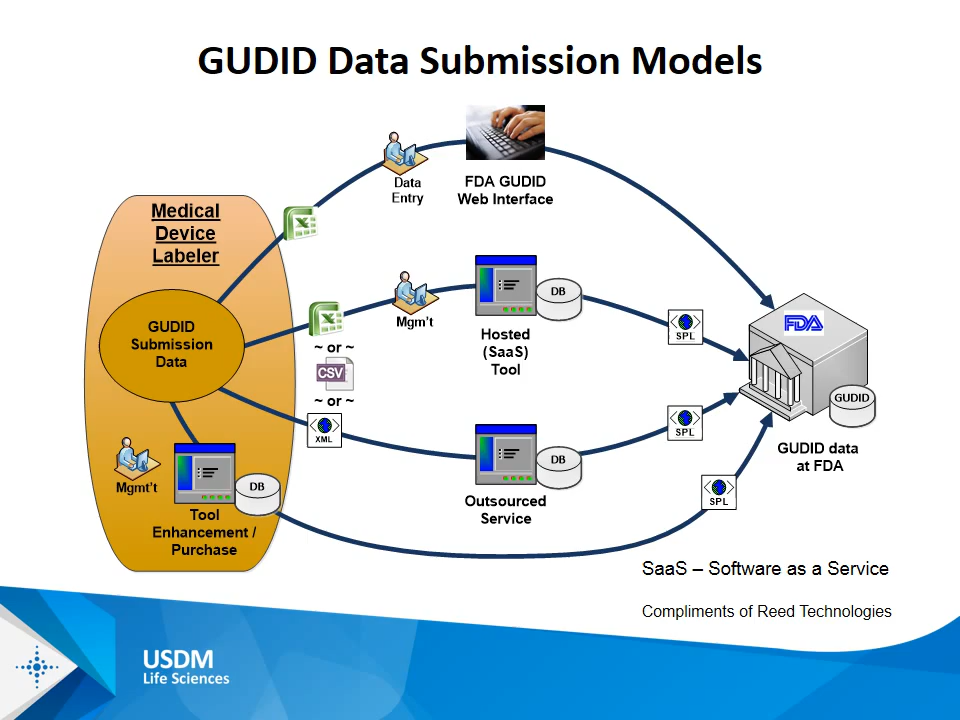 GUDID Data Submission Models
Data
Entry
FDA GUDID
Web Interface
Medical
Device
Labeler
GUDID
Submission
Data
Mgm't
~ or ~
CSV
~ or ~
XML
DB
Hosted
(SaaS)
Tool
SPL
FDA
GUDID
GUDID data
at FDA
DB
Outsourced
Service
SPL
Mgm't
DB
Tool
Enhancement /
Purchase
SPL
SaaS – Software as a Service
Compliments of Reed Technologies
USDM
Life Sciences